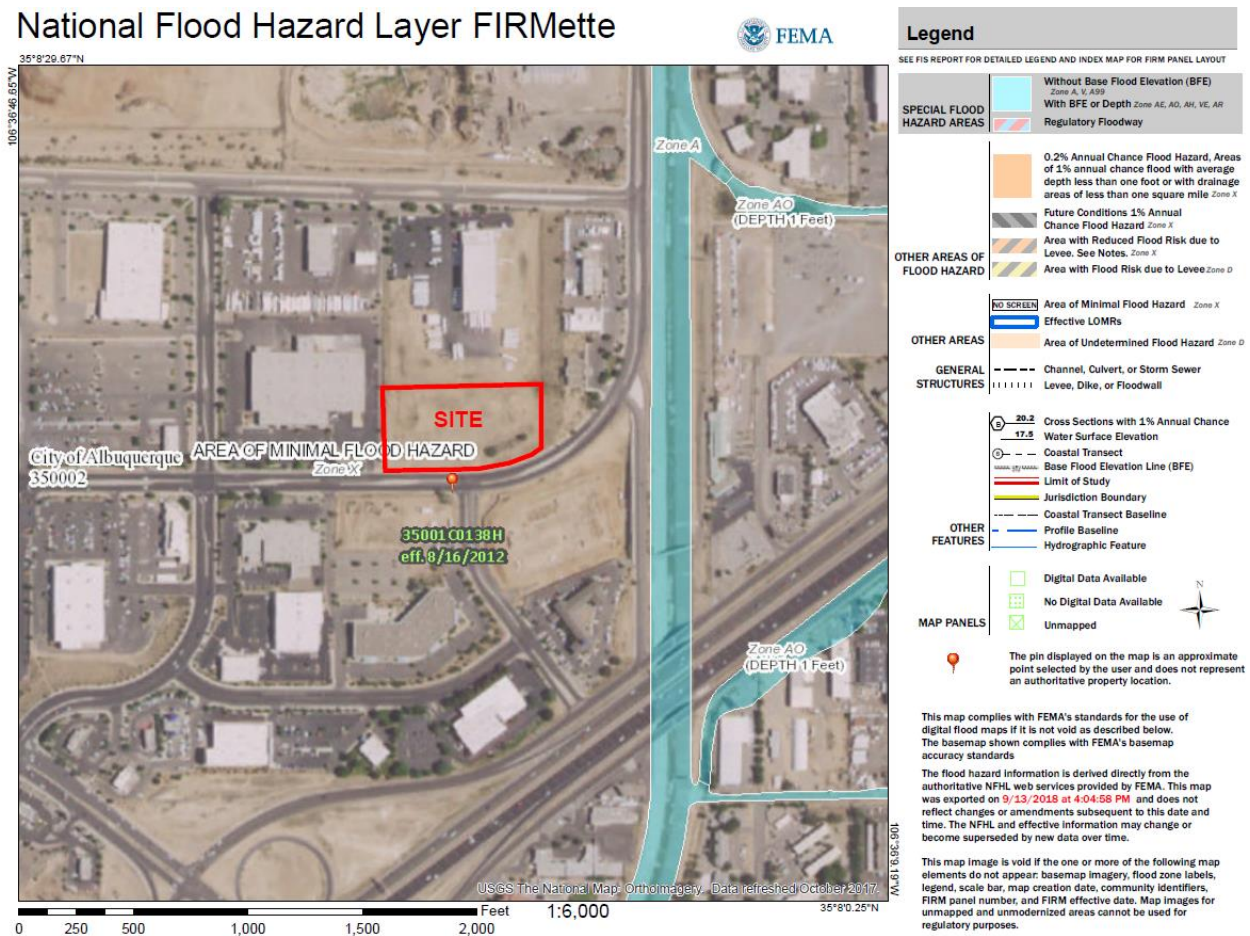 National Flood Hazard Layer FIRMette
FEMA
35°8'29.67"N
106°36'46.65"W
Zone A
Zone AO
(DEPTH 1 Feet)
SITE
AREA OF MINIMAL FLOOD HAZARD
Zone X
City of Albuquerque
350002
35001C0138H
eff. 8/16/2012
Zone AO
(DEPTH 1 Feet)
USGS The National Map: Orthoimagery. Data refreshed October 2017.
106°36'9.19"W
35°8'0.25"N
Feet
1:6,000
0 250 500 1,000 1,500 2,000
Legend
SEE FIS REPORT FOR DETAILED LEGEND AND INDEX MAP FOR FIRM PANEL LAYOUT
SPECIAL FLOOD
HAZARD AREAS
Without Base Flood Elevation (BFE)
Zone A, V, A99
With BFE or Depth Zone AE, AO, AH, VE, AR
Regulatory Floodway
0.2% Annual Chance Flood Hazard, Areas
of 1% annual chance flood with average
depth less than one foot or with drainage
areas of less than one square mile Zone X
Future Conditions 1% Annual
Chance Flood Hazard Zone X
Area with Reduced Flood Risk due to
Levee. See Notes. Zone X
Area with Flood Risk due to Levee Zone D
OTHER AREAS OF
FLOOD HAZARD
NO SCREEN Area of Minimal Flood Hazard Zone X
Effective LOMRs
Area of Undetermined Flood Hazard Zone D
OTHER AREAS
GENERAL
STRUCTURES
Channel, Culvert, or Storm Sewer
Levee, Dike, or Floodwall
B 20.2 Cross Sections with 1% Annual Chance
17.5 Water Surface Elevation
8 Coastal Transect
Base Flood Elevation Line (BFE)
Limit of Study
Jurisdiction Boundary
Coastal Transect Baseline
Profile Baseline
Hydrographic Feature
OTHER
FEATURES
Digital Data Available
No Digital Data Available
Unmapped
MAP PANELS
N
The pin displayed on the map is an approximate
point selected by the user and does not represent
an authoritative property location.
This map complies with FEMA's standards for the use of
digital flood maps if it is not void as described below.
The basemap shown complies with FEMA's basemap
accuracy standards
The flood hazard information is derived directly from the
authoritative NFHL web services provided by FEMA. This map
was exported on 9/13/2018 at 4:04:58 PM and does not
reflect changes or amendments subsequent to this date and
time. The NFHL and effective information may change or
become superseded by new data over time.
This map image is void if the one or more of the following map
elements do not appear: basemap imagery, flood zone labels,
legend, scale bar, map creation date, community identifiers,
FIRM panel number, and FIRM effective date. Map images for
unmapped and unmodernized areas cannot be used for
regulatory purposes.